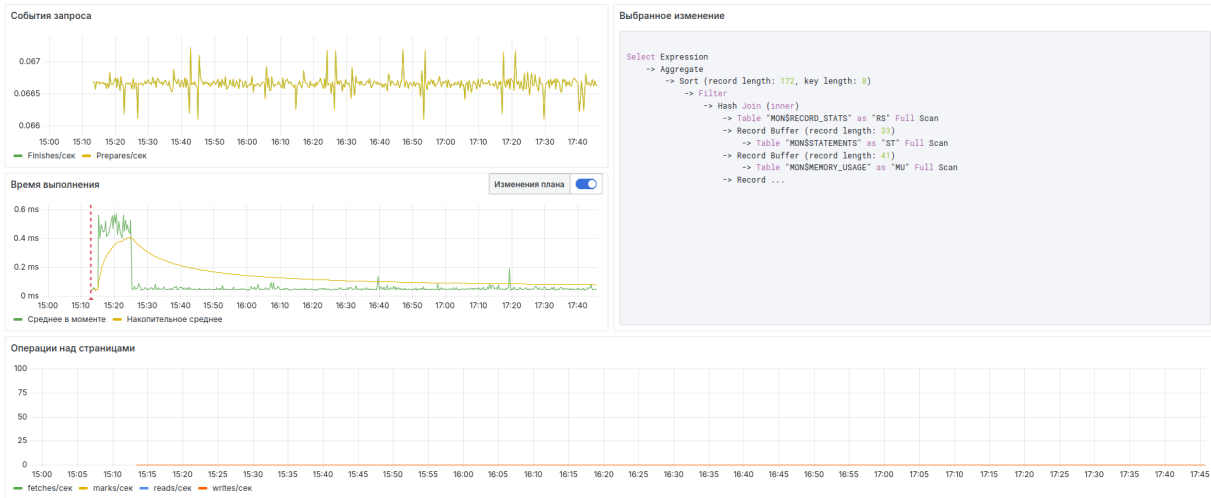 События запроса
0.067
0.0665
0.066
15:00 15:10 15:20 15:30 15:40 15:50 16:00 16:10 16:20 16:30 16:40 16:50 17:00 17:10 17:20 17:30 17:40
Finishes/сек Prepares/сек
Время выполнения
Изменения плана
0.6 ms
0.4 ms
0.2 ms
0 ms
15:00 15:10 15:20 15:30 15:40 15:50 16:00 16:10 16:20 16:30 16:40 16:50 17:00 17:10 17:20 17:30 17:40
Среднее в моменте Накопительное среднее
Выбранное изменение
Select Expression
-> Aggregate
-> Sort (record length: 172, key length: 8)
-> Filter
-> Hash Join (inner)
-> Table "MON$RECORD_STATS" as "RS" Full Scan
-> Record Buffer (record length: 33)
-> Table "MON$STATEMENTS" as "ST" Full Scan
-> Record Buffer (record length: 41)
-> Table "MON$MEMORY_USAGE" as "MU" Full Scan
-> Record ...
Операции над страницами
100
75
50
25
0
15:00 15:05 15:10 15:15 15:20 15:25 15:30 15:35 15:40 15:45 15:50 15:55 16:00 16:05 16:10 16:15 16:20 16:25 16:30 16:35 16:40 16:45 16:50 16:55 17:00 17:05 17:10 17:15 17:20 17:25 17:30 17:35 17:40 17:45
fetches/сек marks/сек reads/сек writes/сек